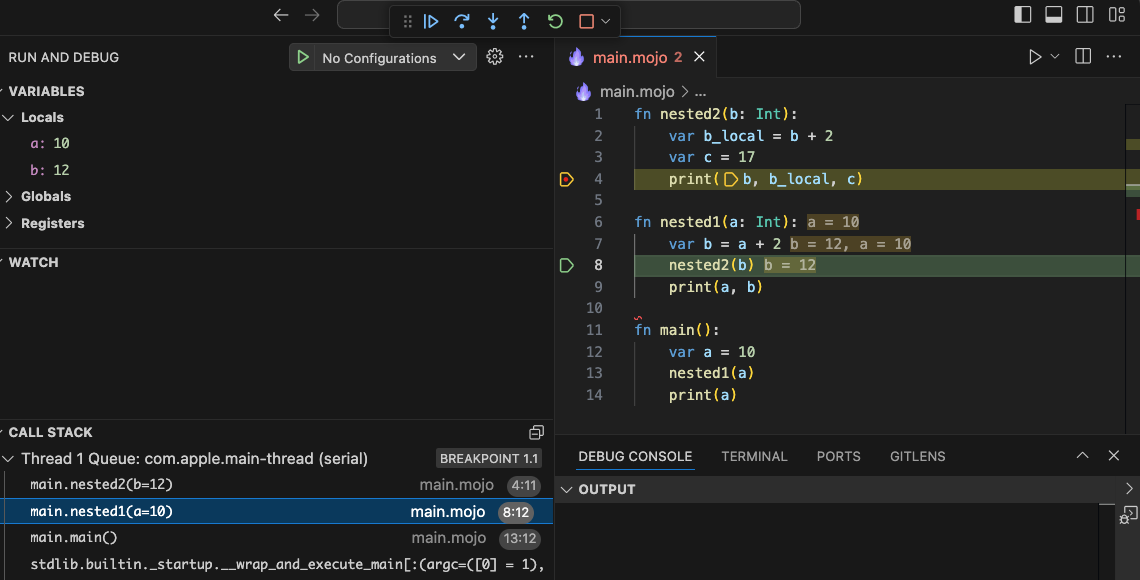 RUN AND DEBUG
No Configurations
VARIABLES
Locals
a: 10
b: 12
Globals
Registers
WATCH
CALL STACK
Thread 1 Queue: com.apple.main-thread (serial)
BREAKPOINT 1.1
main.nested2(b=12)
main.mojo
4:11
main.nested1(a=10)
main.mojo
8:12
main.main()
main.mojo
13:12
stdlib.builtin._startup.__wrap_and_execute_main[:(argc=([0] = 1),
main.mojo 2
main.mojo > ...
1 fn nested2(b: Int):
2 var b_local = b + 2
3 var c = 17
4 print(b, b_local, c)
5
6 fn nested1(a: Int): a = 10
7 var b = a + 2 b = 12, a = 10
8 nested2(b) b = 12
9 print(a, b)
10
11 fn main():
12 var a = 10
13 nested1(a)
14 print(a)
DEBUG CONSOLE
TERMINAL
PORTS
GITLENS
OUTPUT